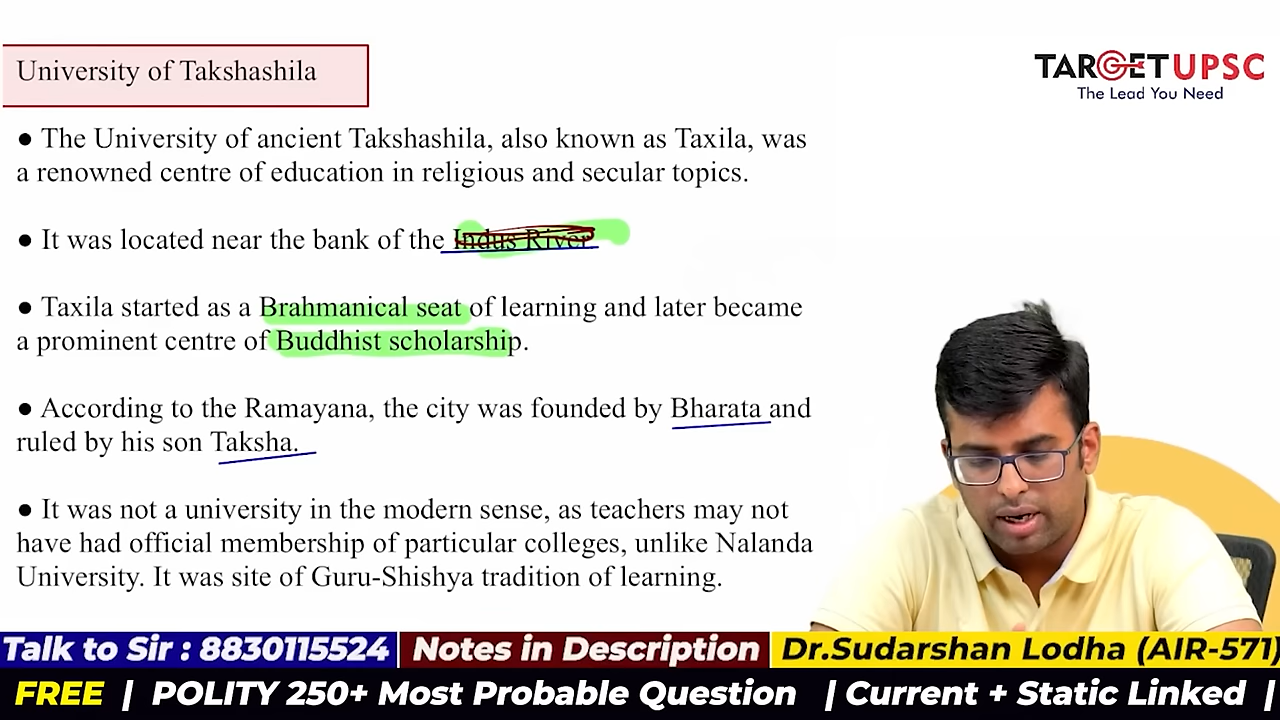 University of Takshashila
TARGET UPSC
The Lead You Need
● The University of ancient Takshashila, also known as Taxila, was
a renowned centre of education in religious and secular topics.
● It was located near the bank of the Indus River.
● Taxila started as a Brahmanical seat of learning and later became
a prominent centre of Buddhist scholarship.
● According to the Ramayana, the city was founded by Bharata and
ruled by his son Taksha.
● It was not a university in the modern sense, as teachers may not
have had official membership of particular colleges, unlike Nalanda
University. It was site of Guru-Shishya tradition of learning.
Talk to Sir : 8830115524 Notes in Description Dr.Sudarshan Lodha (AIR-571)
FREE | POLITY 250+ Most Probable Question | Current + Static Linked |